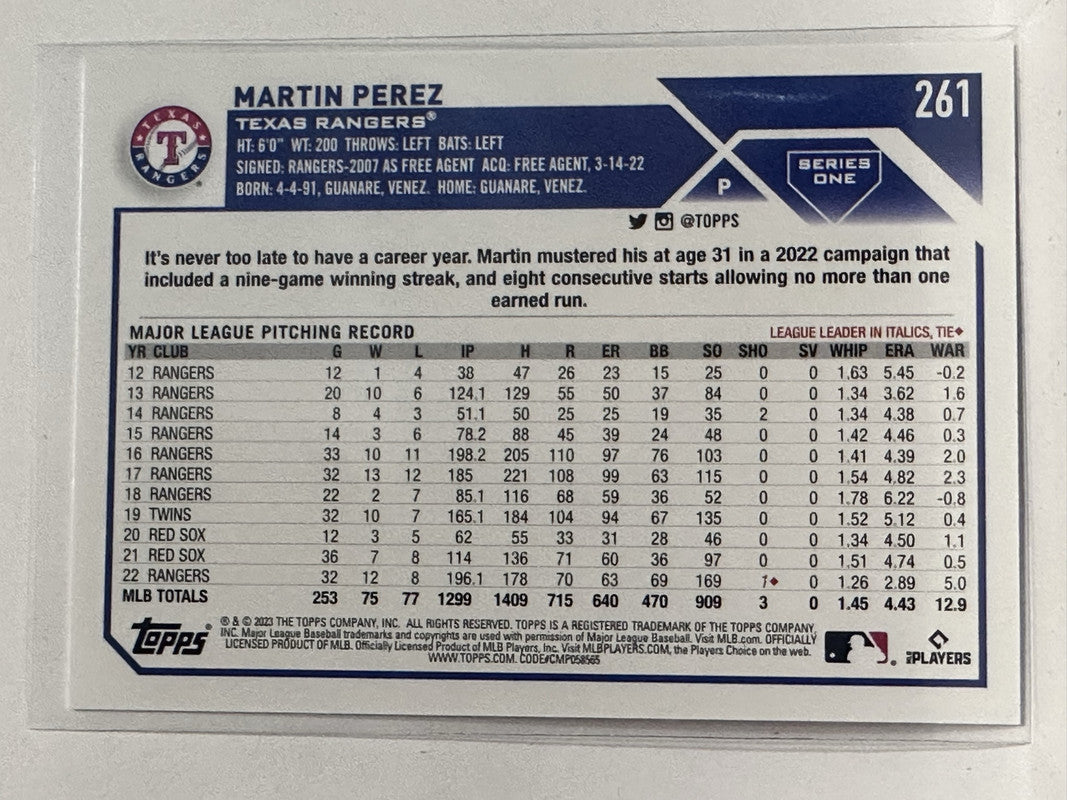 MARTIN PEREZ
261
TEXAS RANGERS®
HT: 6'0" WT: 200 THROWS: LEFT BATS: LEFT
SIGNED: RANGERS-2007 AS FREE AGENT ACQ: FREE AGENT, 3-14-22
BORN: 4-4-91, GUANARE, VENEZ. HOME: GUANARE, VENEZ.
TEXAS RANGERS
T
P
SERIES
ONE
@TOPPS
It's never too late to have a career year. Martin mustered his at age 31 in a 2022 campaign that
included a nine-game winning streak, and eight consecutive starts allowing no more than one
earned run.
MAJOR LEAGUE PITCHING RECORD LEAGUE LEADER IN ITALICS, TIE◆
YR CLUB G W L IP H R ER BB SO SHO SV WHIP ERA WAR
12 RANGERS 12 1 4 38 47 26 23 15 25 0 0 1.63 5.45 -0.2
13 RANGERS 20 10 6 124.1 129 55 50 37 84 0 0 1.34 3.62 1.6
14 RANGERS 8 4 3 51.1 50 25 25 19 35 2 0 1.34 4.38 0.7
15 RANGERS 14 3 6 78.2 88 45 39 24 48 0 0 1.42 4.46 0.3
16 RANGERS 33 10 11 198.2 205 110 97 76 103 0 0 1.41 4.39 2.0
17 RANGERS 32 13 12 185 221 108 99 63 115 0 0 1.54 4.82 2.3
18 RANGERS 22 2 7 85.1 116 68 59 36 52 0 0 1.78 6.22 -0.8
19 TWINS 32 10 7 165.1 184 104 94 67 135 0 0 1.52 5.12 0.4
20 RED SOX 12 3 5 62 55 33 31 28 46 0 0 1.34 4.50 1.1
21 RED SOX 36 7 8 114 136 71 60 36 97 0 0 1.51 4.74 0.5
22 RANGERS 32 12 8 196.1 178 70 63 69 169 1◆ 0 1.26 2.89 5.0
MLB TOTALS 253 75 77 1299 1409 715 640 470 909 3 0 1.45 4.43 12.9
Topps
® & © 2023 THE TOPPS COMPANY, INC. ALL RIGHTS RESERVED. TOPPS IS A REGISTERED TRADEMARK OF THE TOPPS COMPANY,
INC. Major League Baseball trademarks and copyrights are used with permission of Major League Baseball. Visit MLB.com. OFFICIALLY
LICENSED PRODUCT OF MLB. Officially Licensed Product of MLB Players, Inc. Visit MLBPLAYERS.COM, the Players Choice on the web.
WWW.TOPPS.COM. CODE#CMP058565
PLAYERS